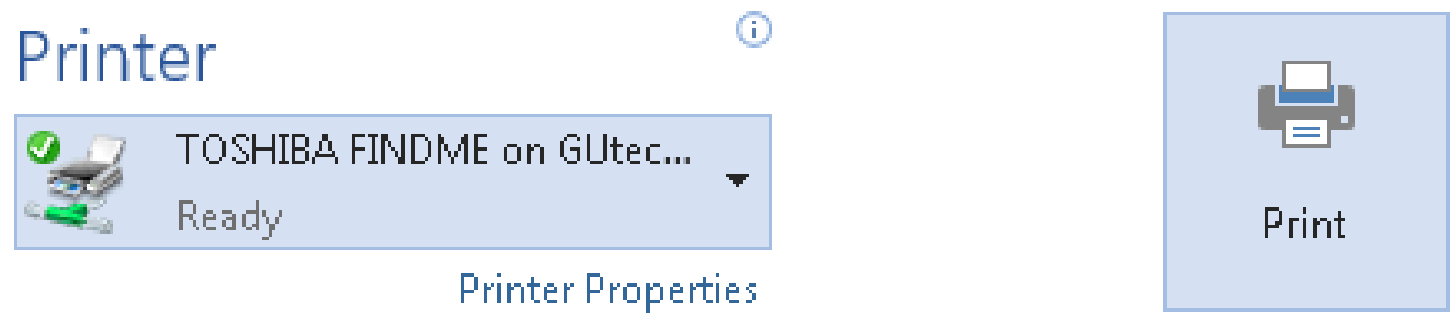 Printer
TOSHIBA FINDME on GUtec...
Ready
Printer Properties
Print